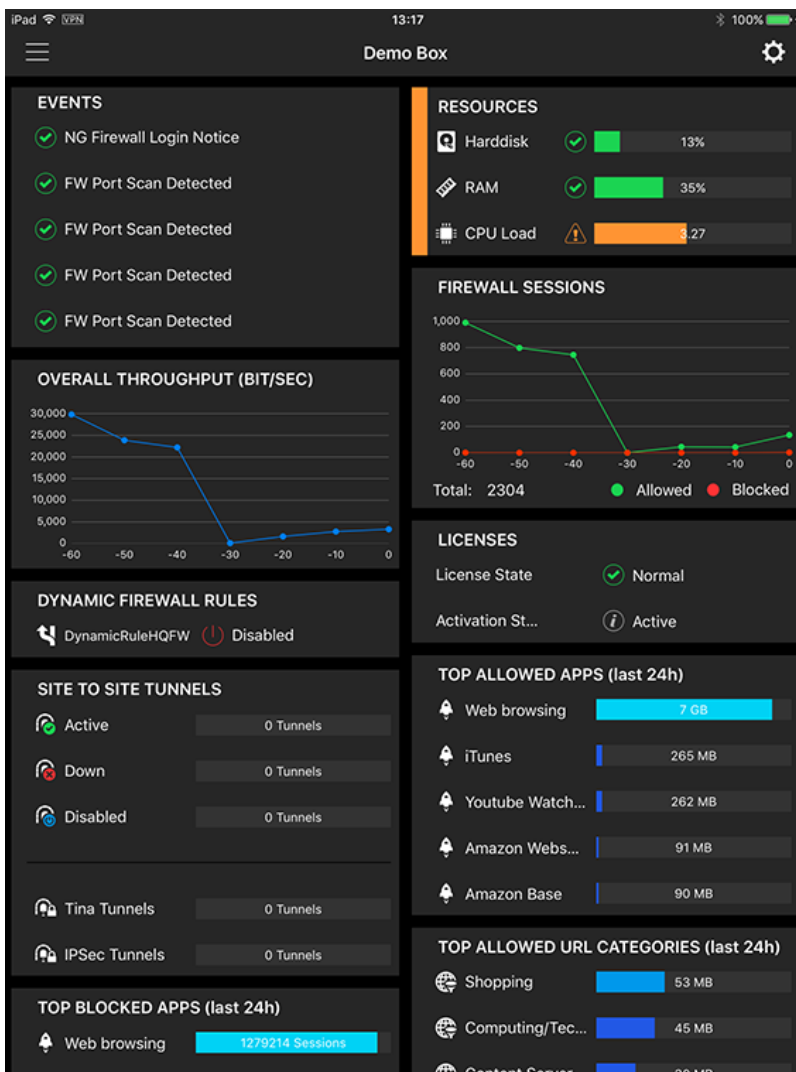 iPad VPN 13:17 100%
Demo Box
EVENTS
NG Firewall Login Notice
FW Port Scan Detected
FW Port Scan Detected
FW Port Scan Detected
FW Port Scan Detected
OVERALL THROUGHPUT (BIT/SEC)
30,000
25,000
20,000
15,000
10,000
5,000
0
-60 -50 -40 -30 -20 -10 0
DYNAMIC FIREWALL RULES
DynamicRuleHQFW Disabled
SITE TO SITE TUNNELS
Active 0 Tunnels
Down 0 Tunnels
Disabled 0 Tunnels
Tina Tunnels 0 Tunnels
IPSec Tunnels 0 Tunnels
TOP BLOCKED APPS (last 24h)
Web browsing 1279214 Sessions
RESOURCES
Harddisk 13%
RAM 35%
CPU Load 3.27
FIREWALL SESSIONS
1,000
800
600
400
200
0
-60 -50 -40 -30 -20 -10 0
Total: 2304 Allowed Blocked
LICENSES
License State Normal
Activation St... Active
TOP ALLOWED APPS (last 24h)
Web browsing 7 GB
iTunes 265 MB
Youtube Watch... 262 MB
Amazon Webs... 91 MB
Amazon Base 90 MB
TOP ALLOWED URL CATEGORIES (last 24h)
Shopping 53 MB
Computing/Tec... 45 MB
Content Server